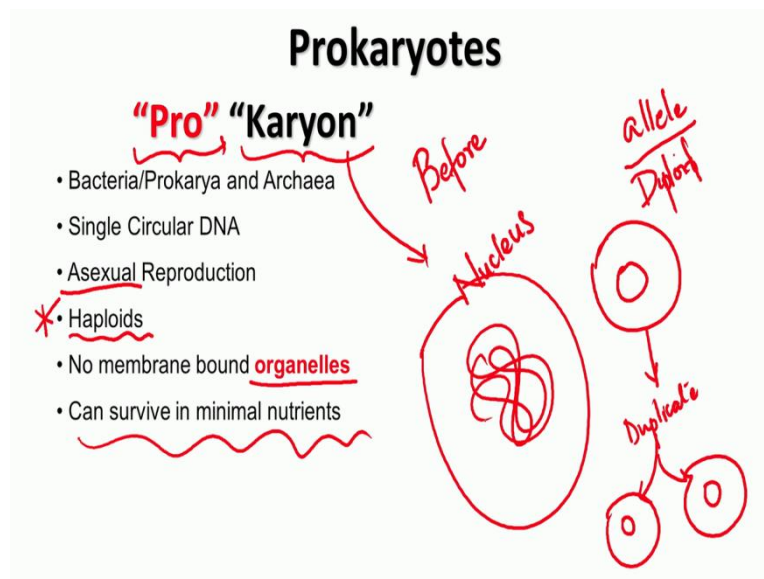 Prokaryotes
“Pro” “Karyon”
• Bacteria/Prokarya and Archaea
• Single Circular DNA
• Asexual Reproduction
• Haploids
• No membrane bound organelles
• Can survive in minimal nutrients
Before
Nucleus
allele
Diploid
Duplicate